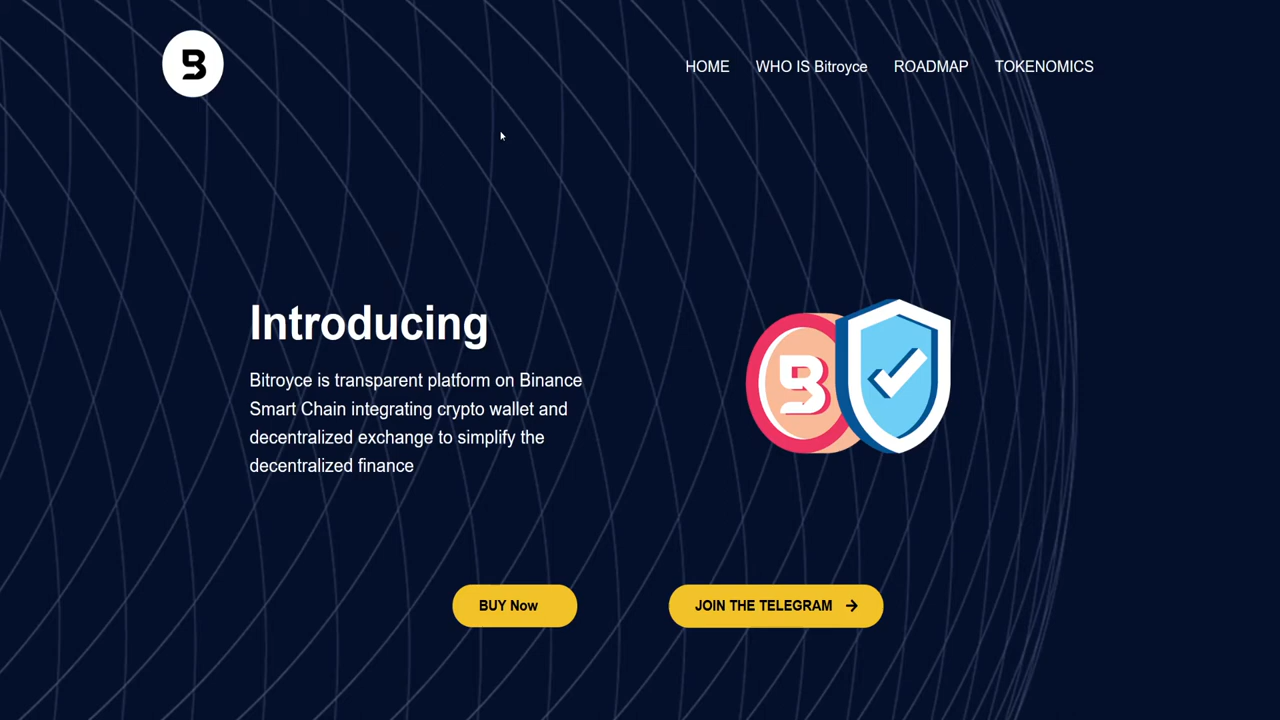 HOME WHO IS Bitroyce ROADMAP TOKENOMICS
Introducing
Bitroyce is transparent platform on Binance
Smart Chain integrating crypto wallet and
decentralized exchange to simplify the
decentralized finance
BUY Now
JOIN THE TELEGRAM